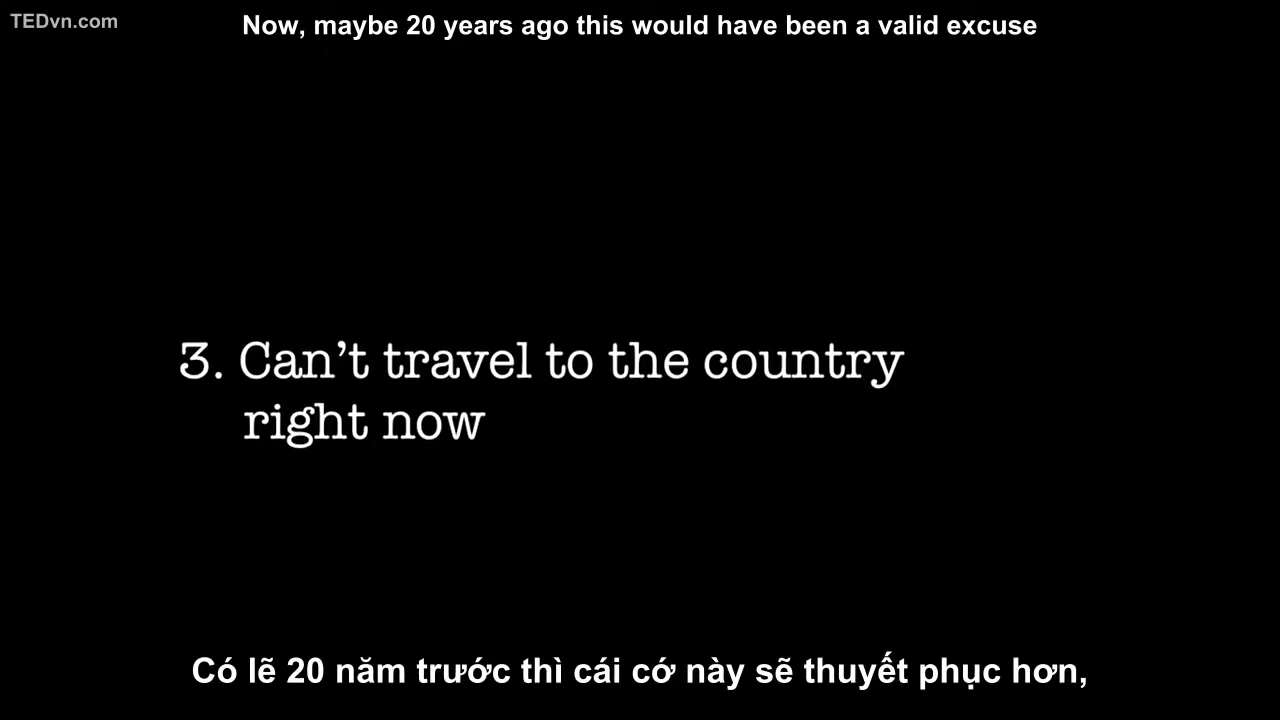 TEDvn.com
Now, maybe 20 years ago this would have been a valid excuse
3. Can’t travel to the country
right now
Có lẽ 20 năm trước thì cái cớ này sẽ thuyết phục hơn,